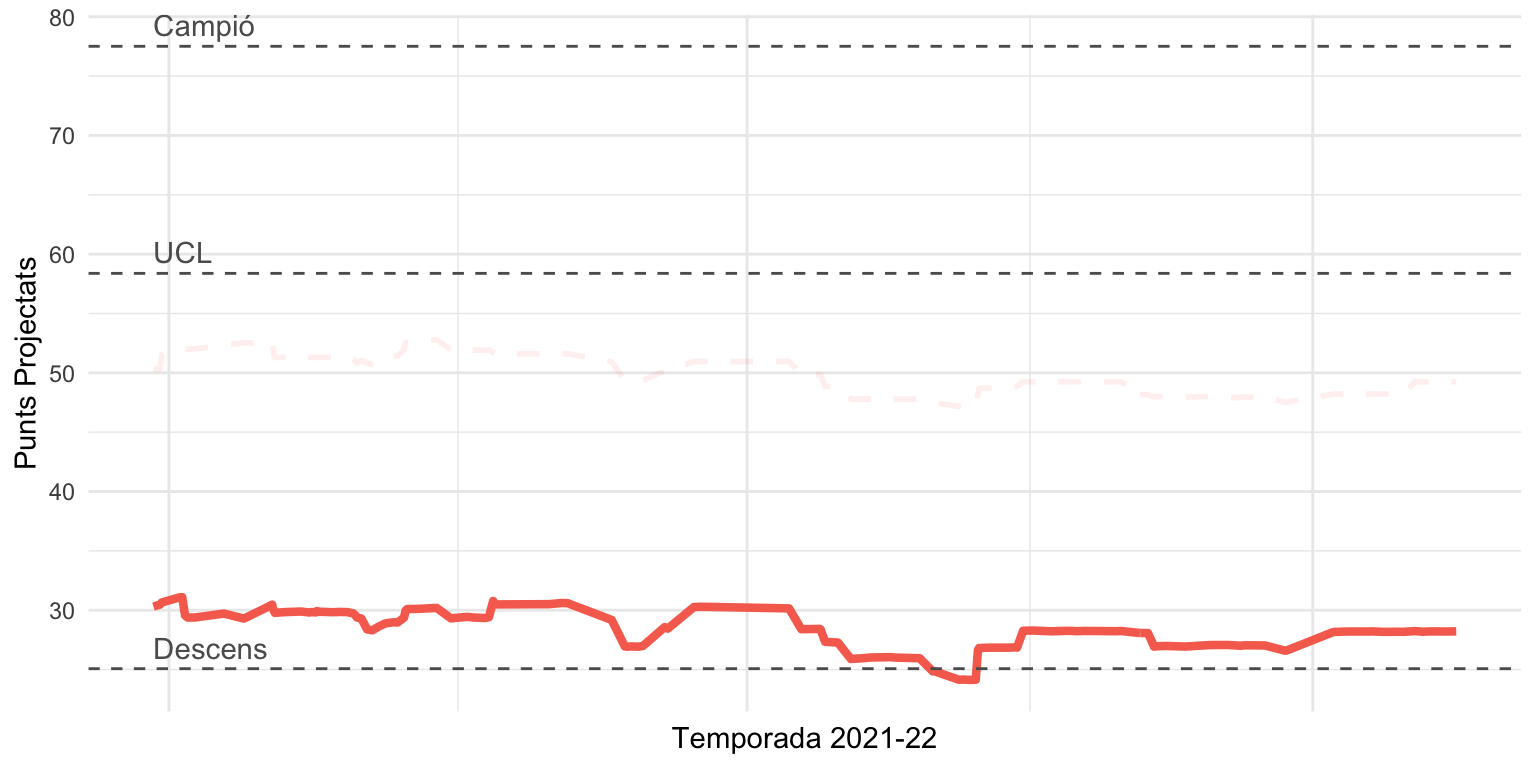 80
Campió
70
60
UCL
50
40
30
Descens
Punts Projectats
Temporada 2021-22